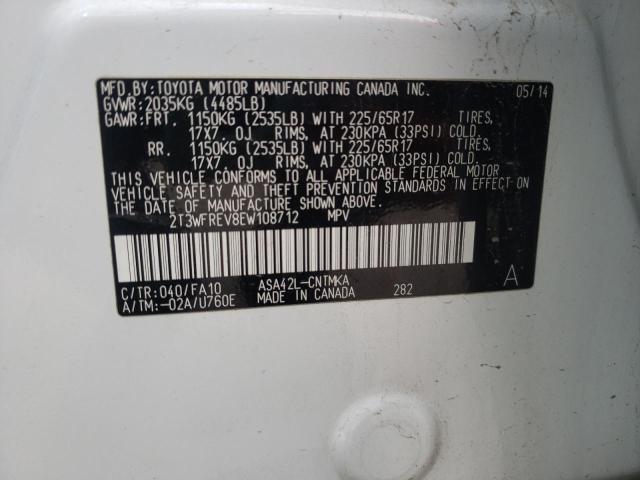 MFD.BY:TOYOTA MOTOR MANUFACTURING CANADA INC. 05/14
GVWR:2035KG (4485LB)
GAWR:FRT. 1150KG (2535LB) WITH 225/65R17 TIRES,
17X7.0J RIMS, AT 230KPA (33PSI) COLD.
RR. 1150KG (2535LB) WITH 225/65R17 TIRES,
17X7.0J RIMS, AT 230KPA (33PSI) COLD.
THIS VEHICLE CONFORMS TO ALL APPLICABLE FEDERAL MOTOR
VEHICLE SAFETY AND THEFT PREVENTION STANDARDS IN EFFECT ON
THE DATE OF MANUFACTURE SHOWN ABOVE.
2T3WFREV8EW108712 MPV
C/TR:040/FA10 ASA42L-CNTMKA
A/TM:-02A/U760E MADE IN CANADA 282 A